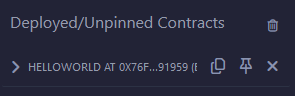 Deployed/Unpinned Contracts
HELLOWORLD AT 0X76F...91959 (E